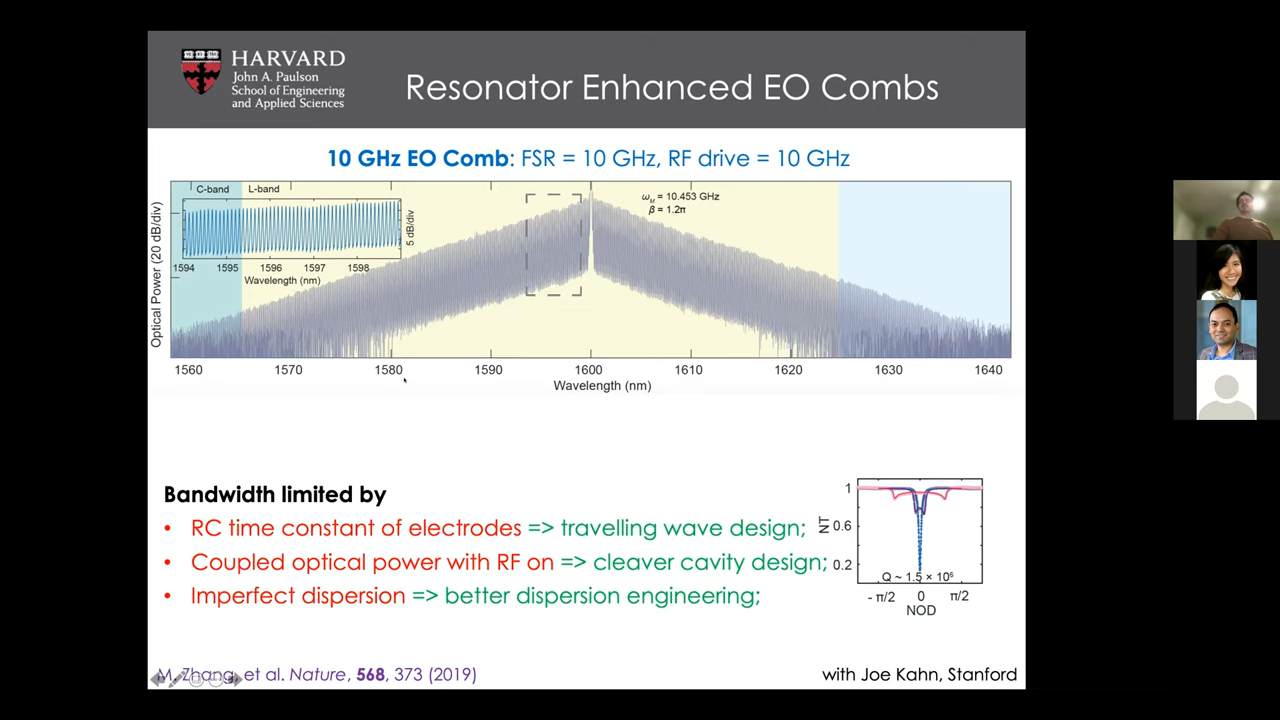 HARVARD
John A. Paulson
School of Engineering
and Applied Sciences
Resonator Enhanced EO Combs
10 GHz EO Comb: FSR = 10 GHz, RF drive = 10 GHz
Optical Power (20 dB/div)
C-band
L-band
5 dB/div
1594 1595 1596 1597 1598
Wavelength (nm)
ωM = 10.453 GHz
β = 1.2π
1560 1570 1580 1590 1600 1610 1620 1630 1640
Wavelength (nm)
Bandwidth limited by
• RC time constant of electrodes => travelling wave design;
• Coupled optical power with RF on => cleaver cavity design;
• Imperfect dispersion => better dispersion engineering;
NT
1
0.6
0.2
Q ~ 1.5 × 10⁶
- π/2 0 π/2
NOD
M. Zhang, et al. Nature, 568, 373 (2019)
with Joe Kahn, Stanford